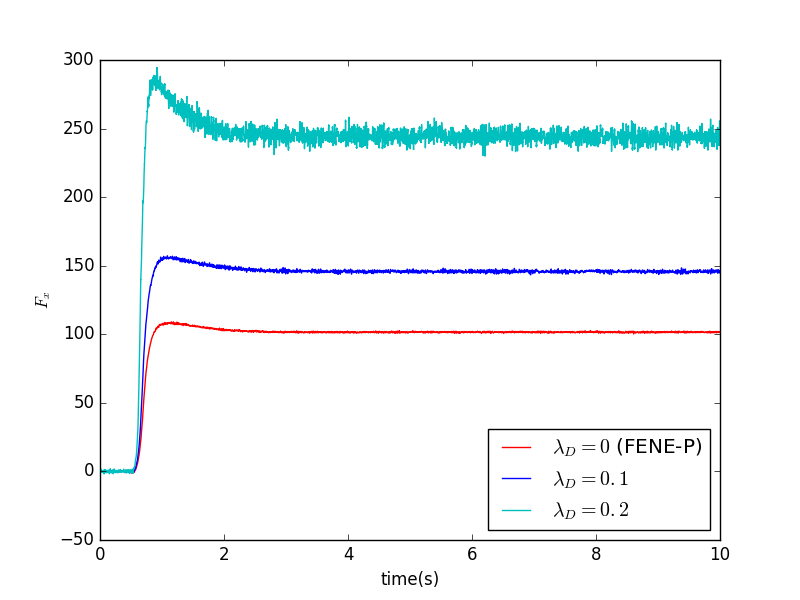 300
250
200
150
100
50
0
−50
F_x
0 2 4 6 8 10
time(s)
λ_D = 0 (FENE-P)
λ_D = 0.1
λ_D = 0.2